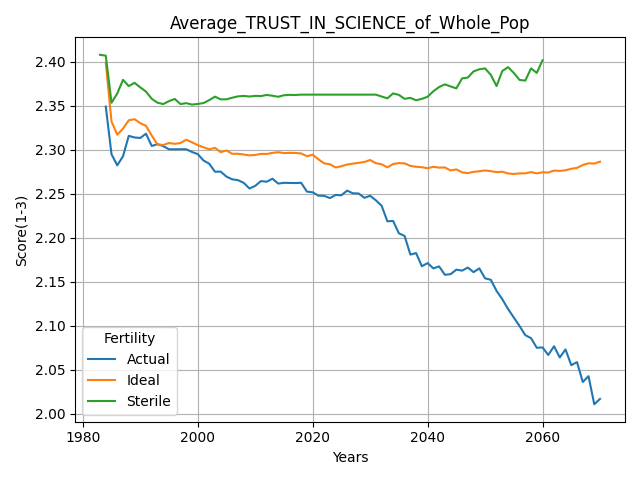 Average_TRUST_IN_SCIENCE_of_Whole_Pop
Score(1-3)
2.40
2.35
2.30
2.25
2.20
2.15
2.10
2.05
2.00
Fertility
Actual
Ideal
Sterile
1980 2000 2020 2040 2060
Years